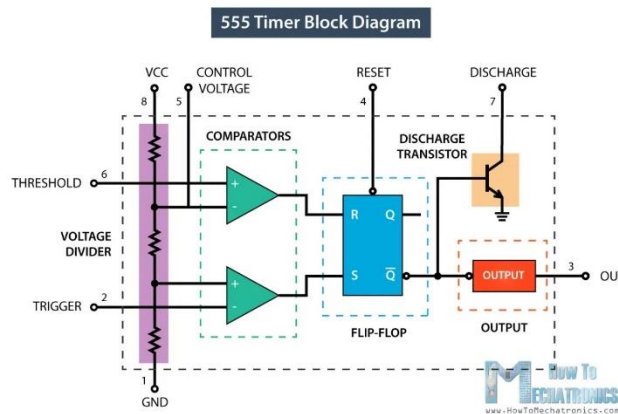 555 Timer Block Diagram
VCC
CONTROL
VOLTAGE
RESET
DISCHARGE
8
5
4
7
COMPARATORS
DISCHARGE
TRANSISTOR
THRESHOLD
6
+
-
R
Q
VOLTAGE
DIVIDER
TRIGGER
2
+
-
S
Q̅
OUTPUT
3
OU
FLIP-FLOP
OUTPUT
1
GND
HOW TO
MECHATRONICS
www.HowToMechatronics.com